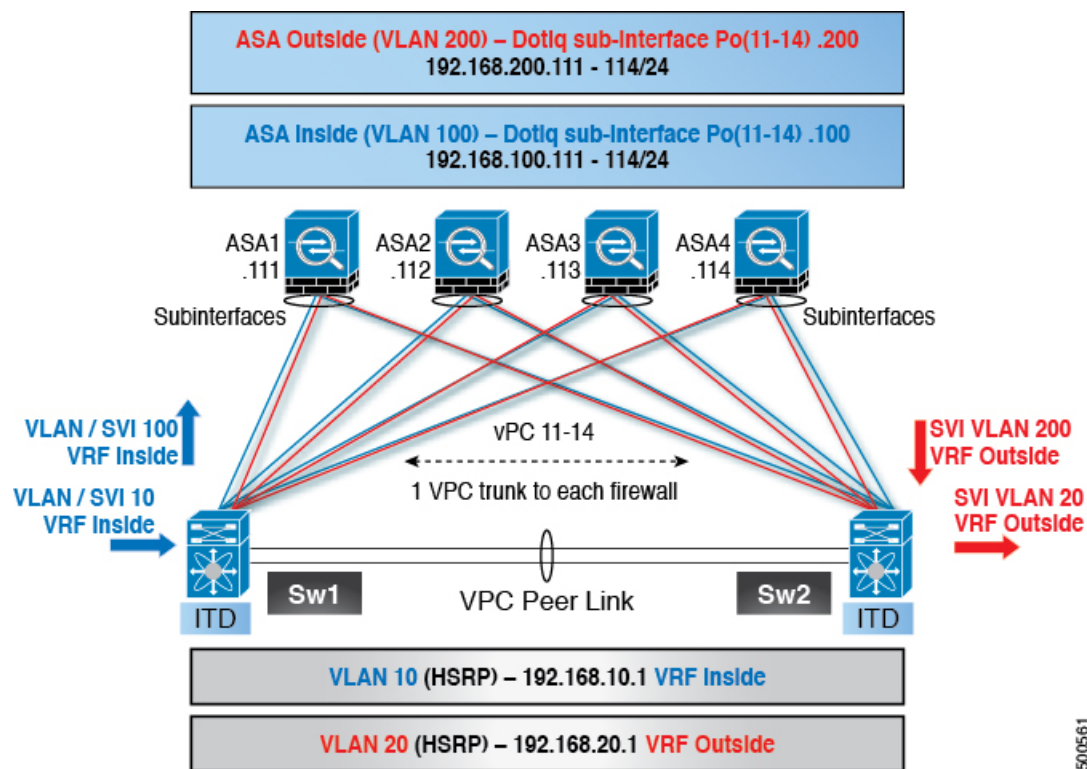 ASA Outside (VLAN 200) – Dotlq sub-interface Po(11-14) .200
192.168.200.111 - 114/24
ASA Inside (VLAN 100) – Dotlq sub-interface Po(11-14) .100
192.168.100.111 - 114/24
ASA1
.111
ASA2
.112
ASA3
.113
ASA4
.114
Subinterfaces
Subinterfaces
VLAN / SVI 100
VRF Inside
vPC 11-14
SVI VLAN 200
VRF Outside
VLAN / SVI 10
VRF Inside
1 VPC trunk to each firewall
SVI VLAN 20
VRF Outside
Sw1
VPC Peer Link
Sw2
ITD
ITD
VLAN 10 (HSRP) – 192.168.10.1 VRF Inside
VLAN 20 (HSRP) – 192.168.20.1 VRF Outside
500561